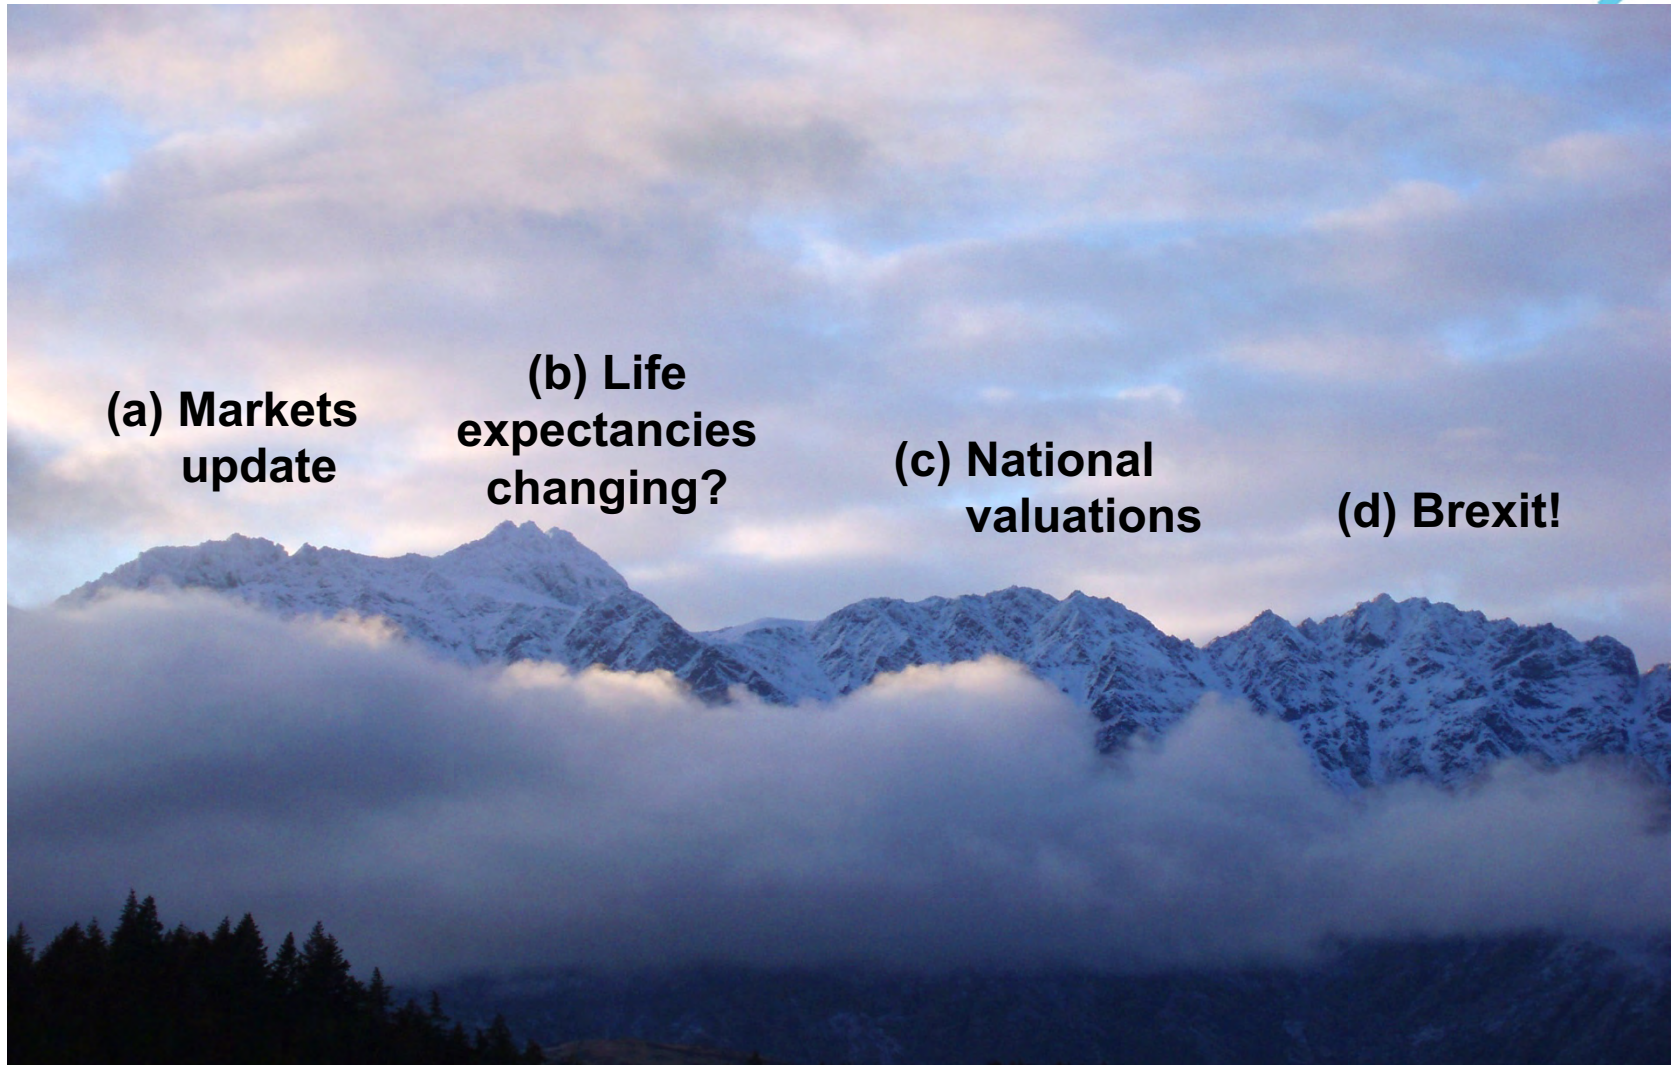 (a) Markets
update
(b) Life
expectancies
changing?
(c) National
valuations
(d) Brexit!